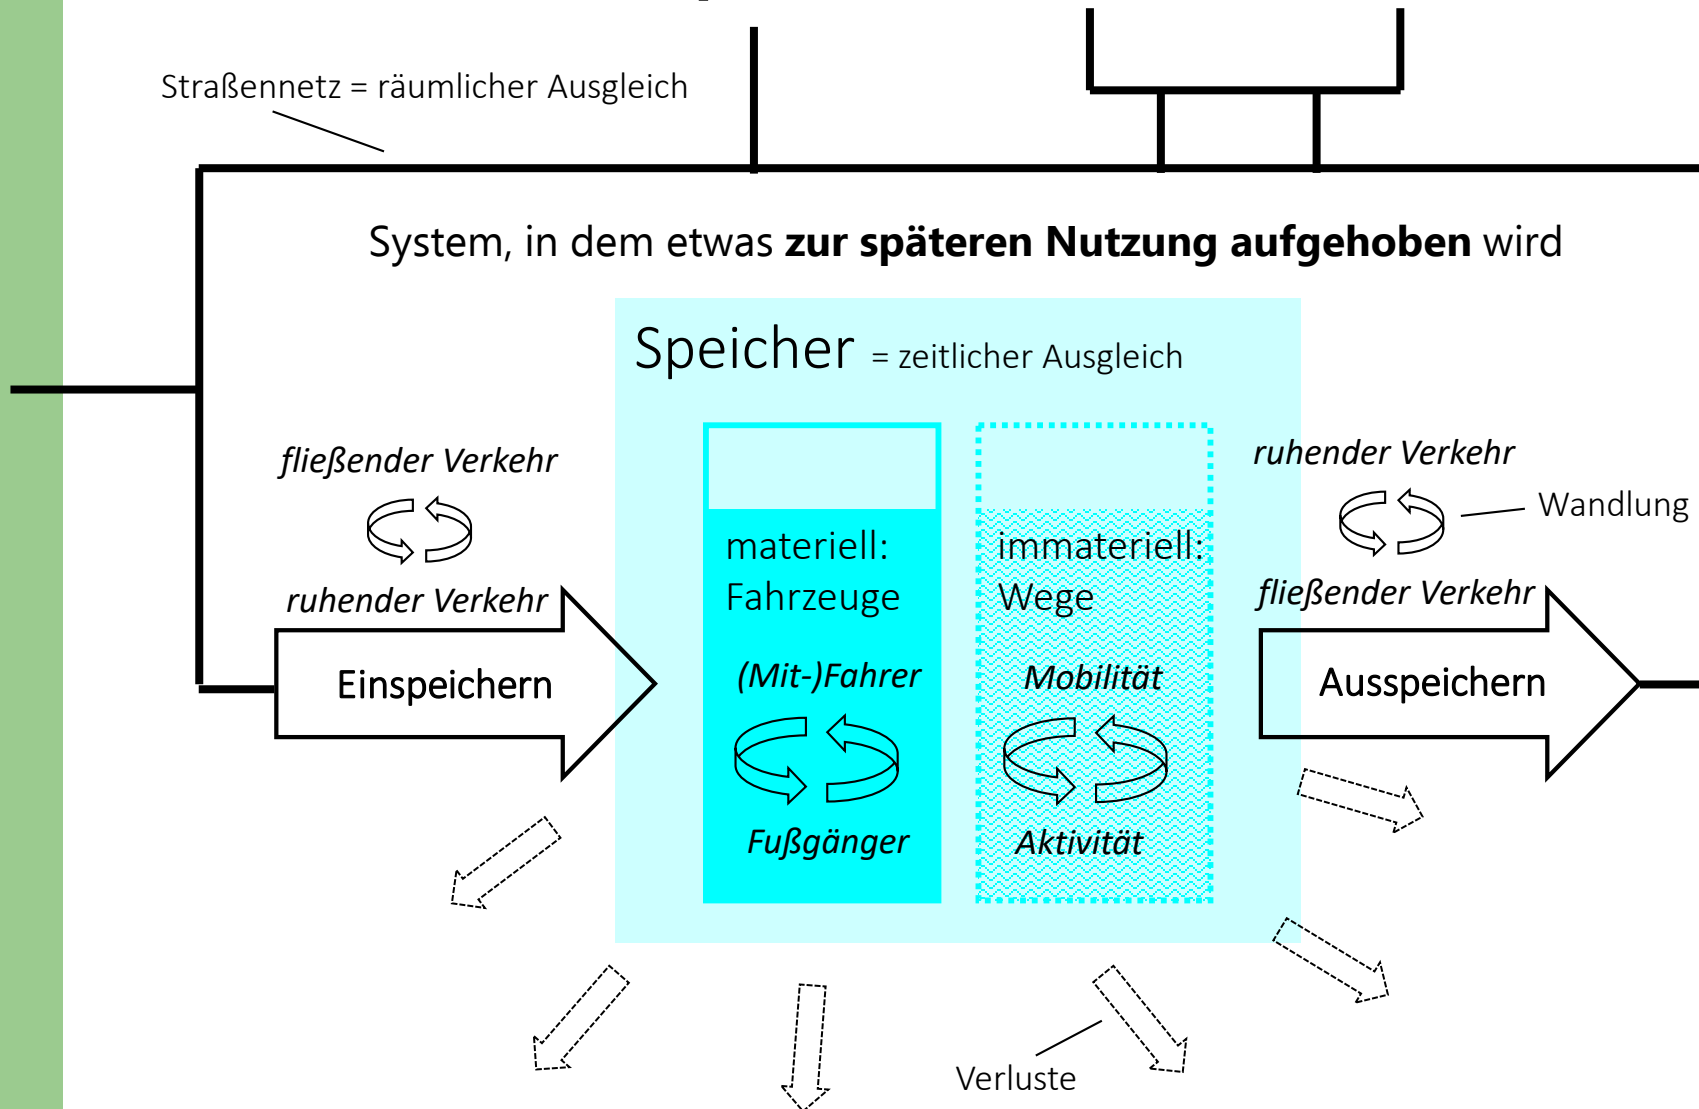 Straßennetz = räumlicher Ausgleich
System, in dem etwas zur späteren Nutzung aufgehoben wird
Speicher = zeitlicher Ausgleich
fließender Verkehr
ruhender Verkehr
Einspeichern
materiell:
Fahrzeuge
(Mit-)Fahrer
Fußgänger
immateriell:
Wege
Mobilität
Aktivität
ruhender Verkehr
Wandlung
fließender Verkehr
Ausspeichern
Verluste